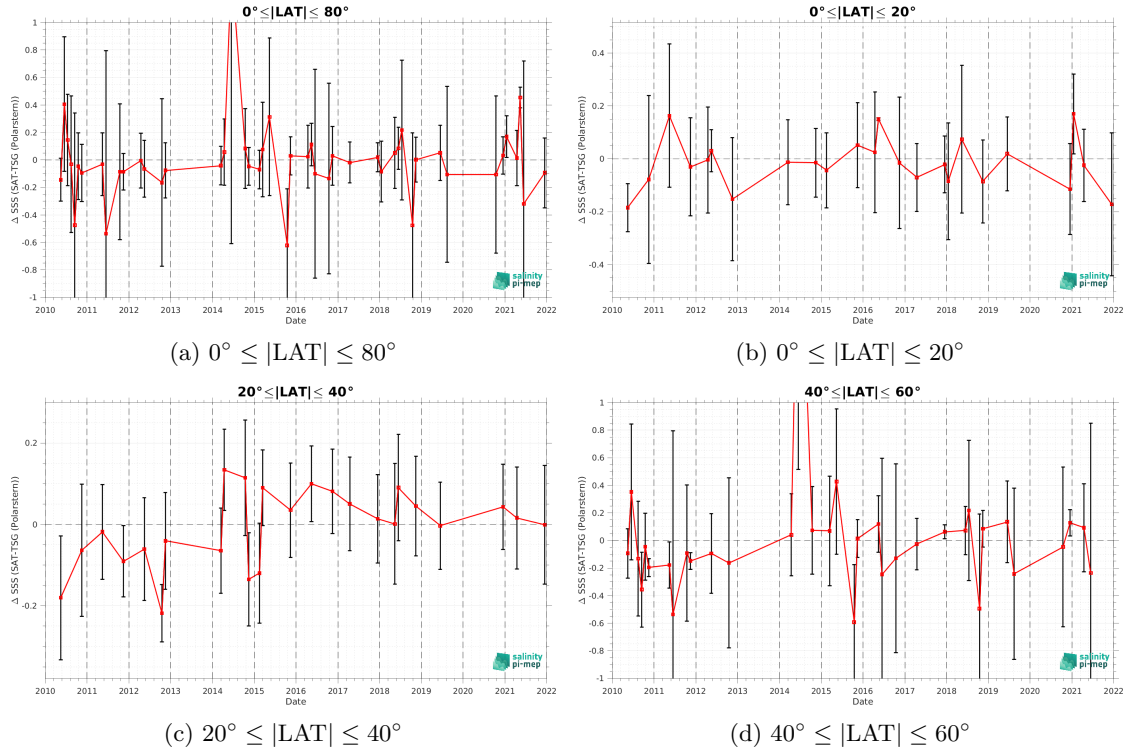 0°≤|LAT|≤ 80°
Δ SSS (SAT-TSG (Polarstern))
1
0.8
0.6
0.4
0.2
0
-0.2
-0.4
-0.6
-0.8
-1
2010 2011 2012 2013 2014 2015 2016 2017 2018 2019 2020 2021 2022
Date
salinity
pi-mep
(a) 0° ≤ |LAT| ≤ 80°
0°≤|LAT|≤ 20°
Δ SSS (SAT-TSG (Polarstern))
0.4
0.2
0
-0.2
-0.4
2010 2011 2012 2013 2014 2015 2016 2017 2018 2019 2020 2021 2022
Date
salinity
pi-mep
(b) 0° ≤ |LAT| ≤ 20°
20°≤|LAT|≤ 40°
Δ SSS (SAT-TSG (Polarstern))
0.2
0
-0.2
2010 2011 2012 2013 2014 2015 2016 2017 2018 2019 2020 2021 2022
Date
salinity
pi-mep
(c) 20° ≤ |LAT| ≤ 40°
40°≤|LAT|≤ 60°
Δ SSS (SAT-TSG (Polarstern))
1
0.8
0.6
0.4
0.2
0
-0.2
-0.4
-0.6
-0.8
-1
2010 2011 2012 2013 2014 2015 2016 2017 2018 2019 2020 2021 2022
Date
salinity
pi-mep
(d) 40° ≤ |LAT| ≤ 60°